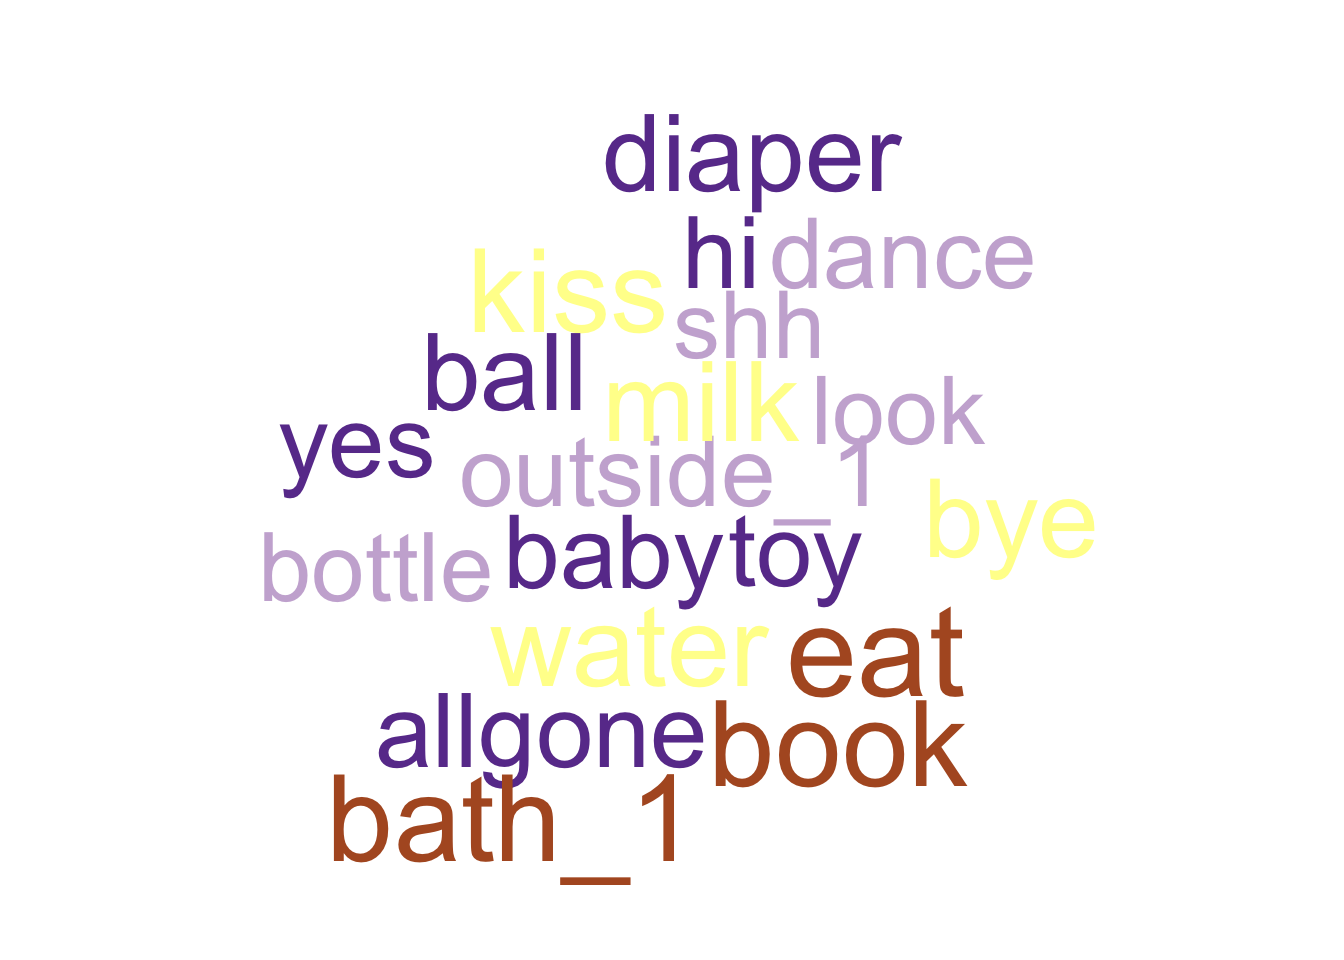 diaper
hi dance
kiss
shh
ball
milk look
yes
outside_1
bye
bottle babytoy
water eat
allgone book
bath_1